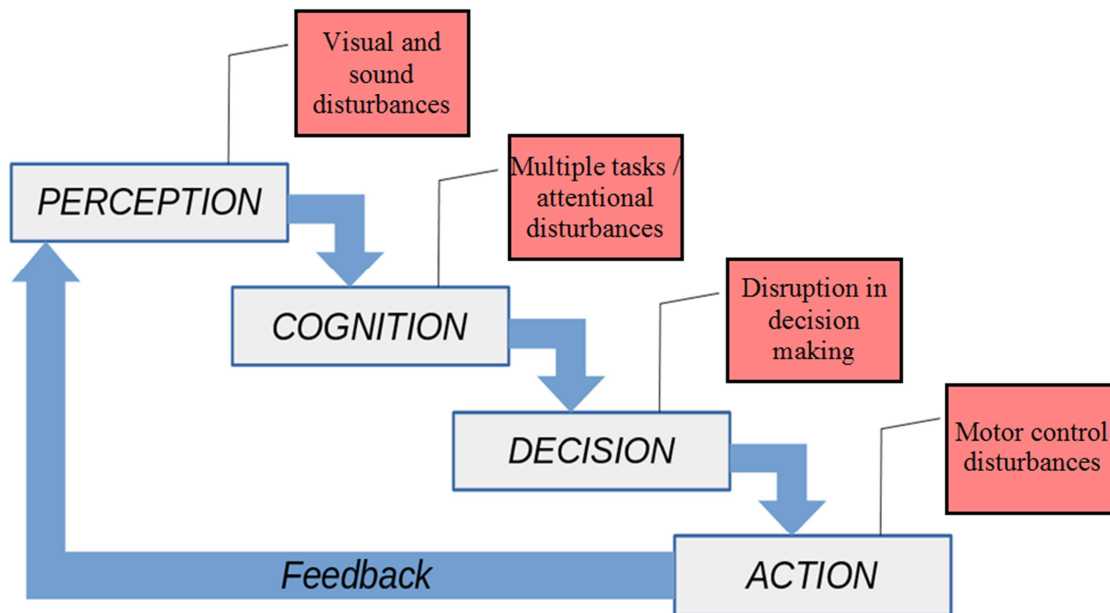 Visual and
sound
disturbances
PERCEPTION
Multiple tasks /
attentional
disturbances
COGNITION
Disruption in
decision
making
DECISION
Motor control
disturbances
Feedback
ACTION